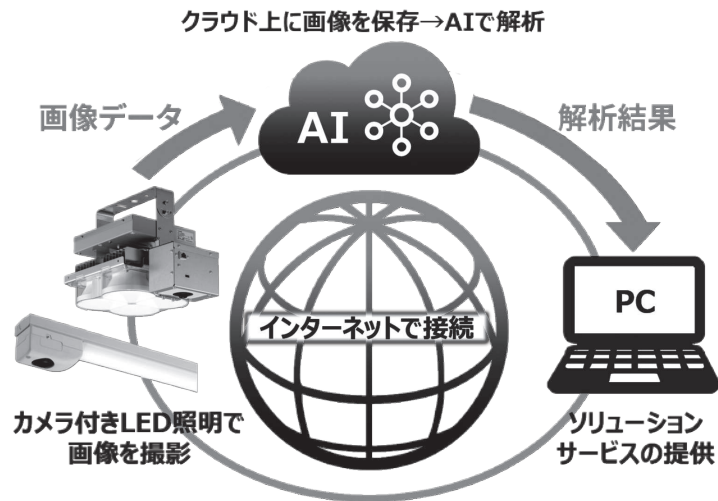 クラウド上に画像を保存→AIで解析
画像データ
AI
解析結果
インターネットで接続
PC
カメラ付きLED照明で
画像を撮影
ソリューション
サービスの提供